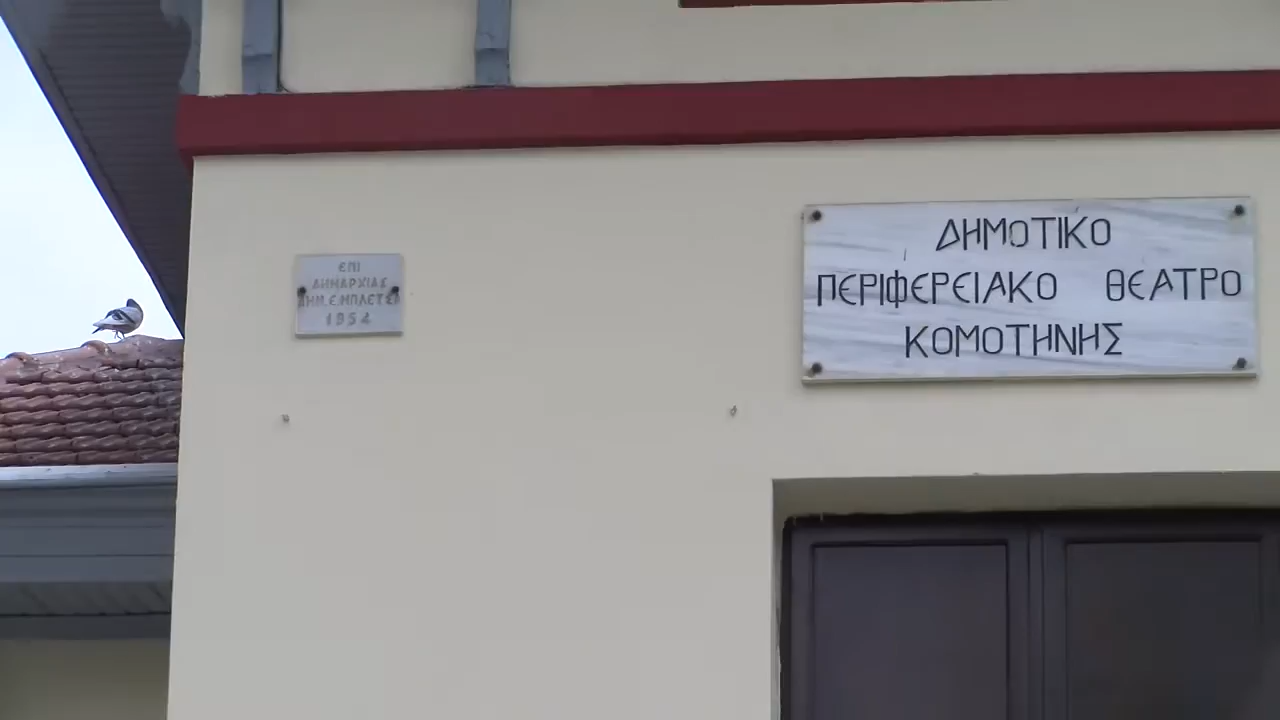 ΕΠΙ
ΔΗΜΑΡΧΙΑΣ
ΔΗΜ. Ε. ΜΠΛΕΤΣΑ
1954
ΔΗΜΟΤΙΚΟ
ΠΕΡΙΦΕΡΕΙΑΚΟ ΘΕΑΤΡΟ
ΚΟΜΟΤΗΝΗΣ